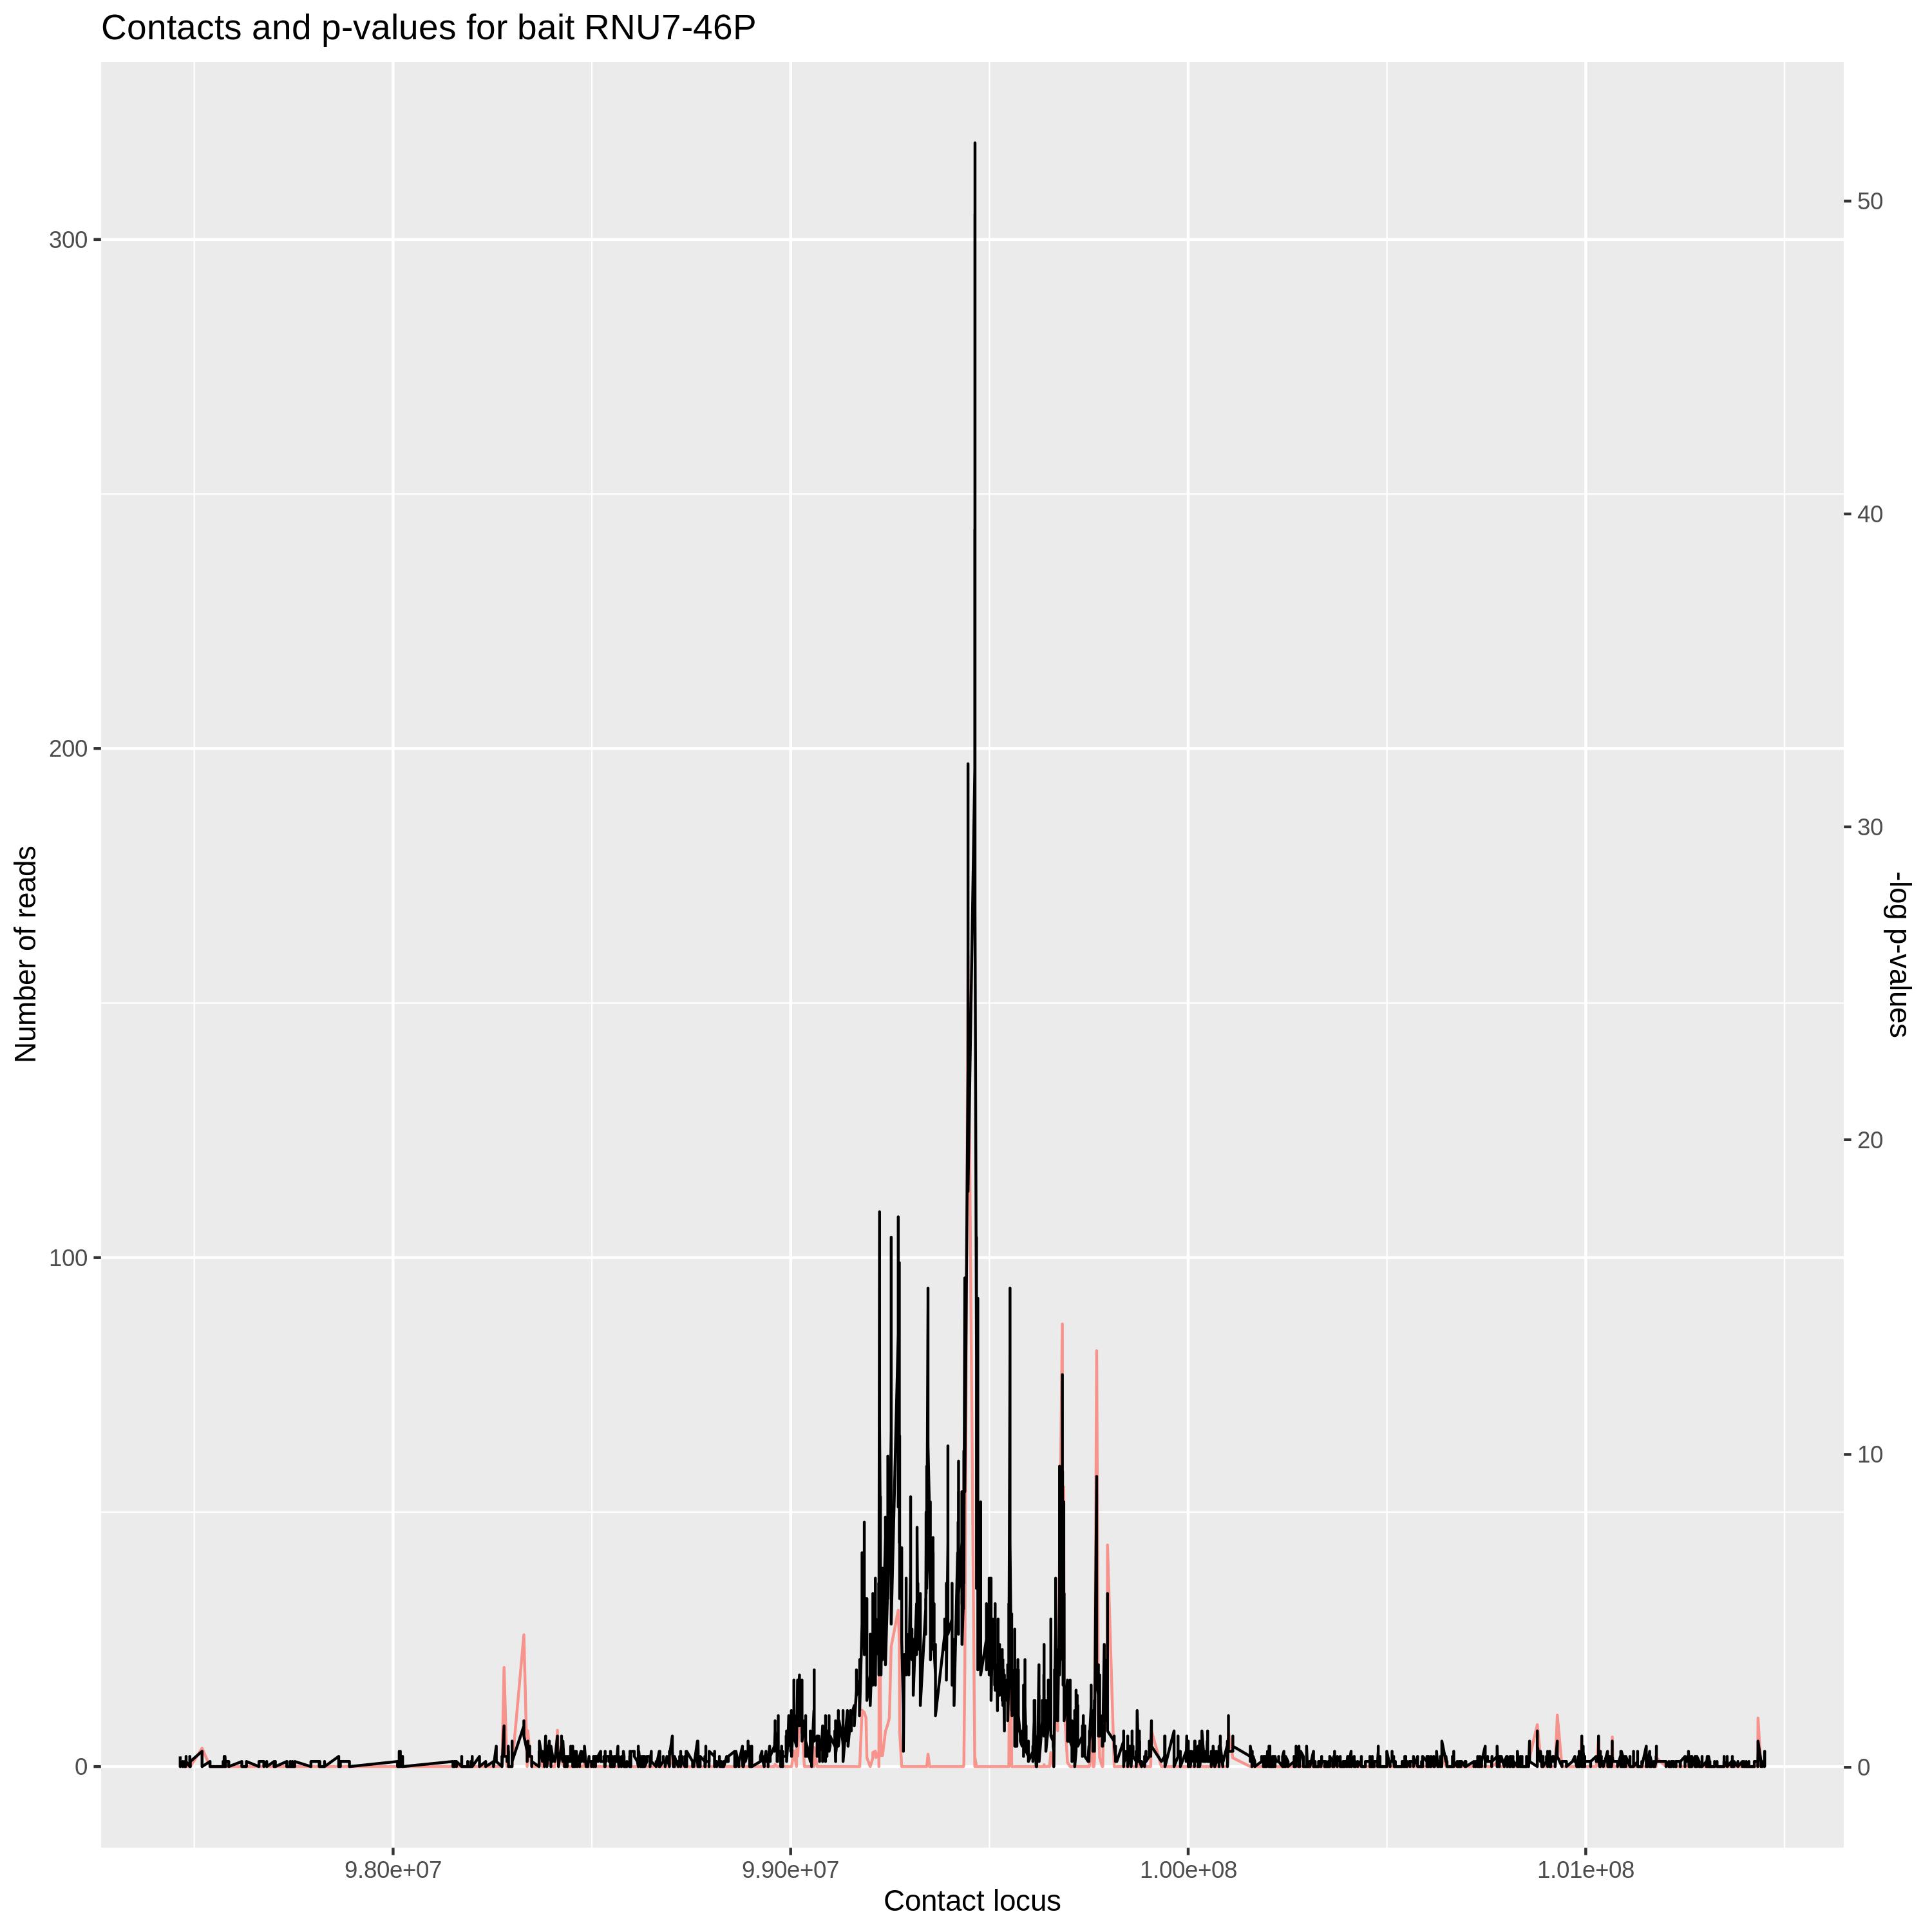 Contacts and p-values for bait RNU7-46P
300
200
100
0
50
40
30
20
10
0
Number of reads
-log p-values
9.80e+07 9.90e+07 1.00e+08 1.01e+08
Contact locus